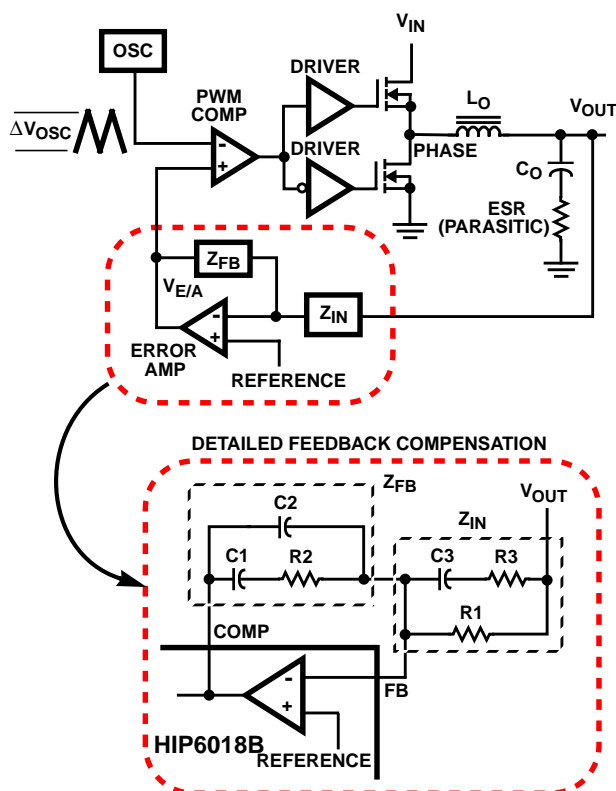 V_IN
OSC
DRIVER
PWM
COMP
L_O
V_OUT
ΔV_OSC
-
+
DRIVER
PHASE
C_O
ESR
(PARASITIC)
Z_FB
V_E/A
Z_IN
-
+
ERROR
AMP
REFERENCE
DETAILED FEEDBACK COMPENSATION
Z_FB
V_OUT
C2
Z_IN
C1
R2
C3
R3
R1
COMP
FB
-
+
HIP6018B
REFERENCE